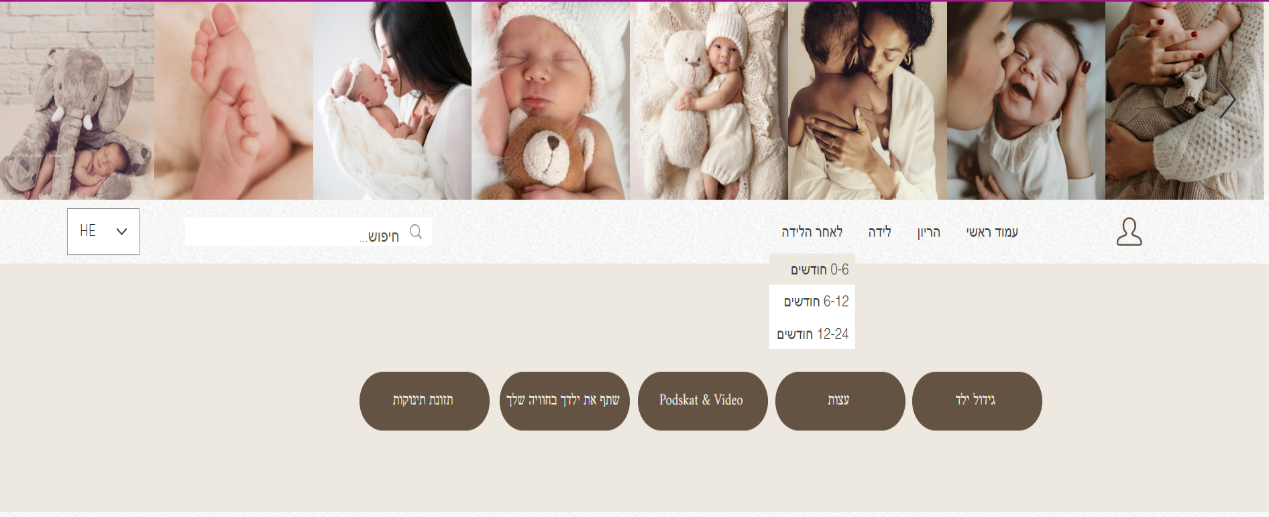 עמוד ראשי
הריון
לידה
לאחר הלידה
חיפוש...
HE
0-6 חודשים
6-12 חודשים
12-24 חודשים
גידול ילד
עצות
Podskat & Video
שתף את ילדך בחוויה שלך
תזונת תינוקות